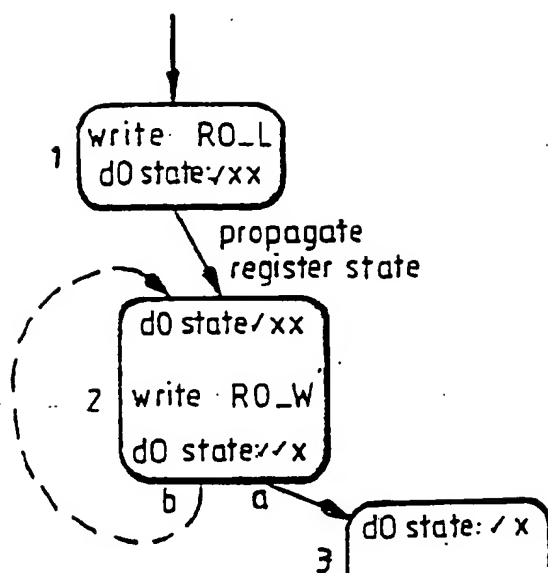 1
write RO_L
d0 state:✓xx
propagate
register state
d0 state✓xx
2
write RO_W
d0 state:✓✓x
b
a
d0 state:✓x
3